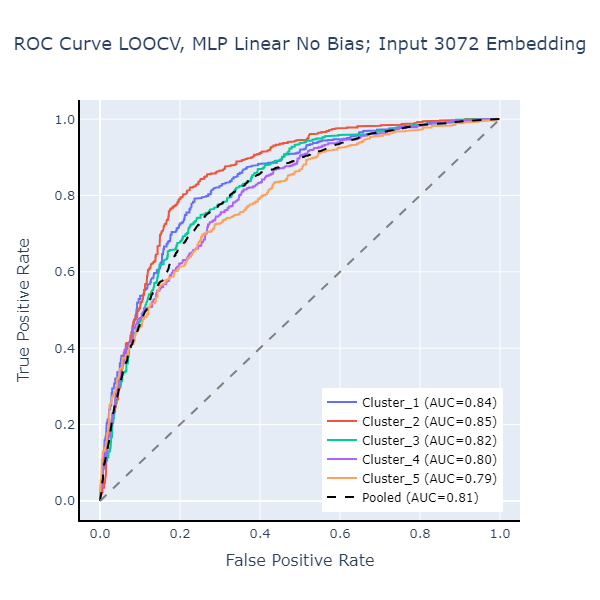 ROC Curve LOOCV, MLP Linear No Bias; Input 3072 Embedding
True Positive Rate
1.0
0.8
0.6
0.4
0.2
0.0
Cluster_1 (AUC=0.84)
Cluster_2 (AUC=0.85)
Cluster_3 (AUC=0.82)
Cluster_4 (AUC=0.80)
Cluster_5 (AUC=0.79)
Pooled (AUC=0.81)
0.0 0.2 0.4 0.6 0.8 1.0
False Positive Rate